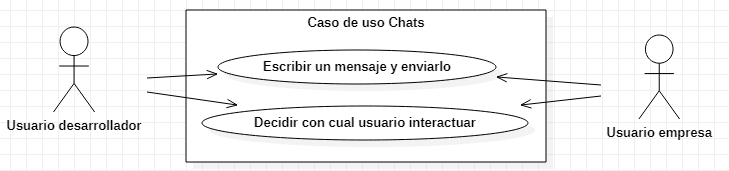 Caso de uso Chats
Escribir un mensaje y enviarlo
Usuario desarrollador
Decidir con cual usuario interactuar
Usuario empresa